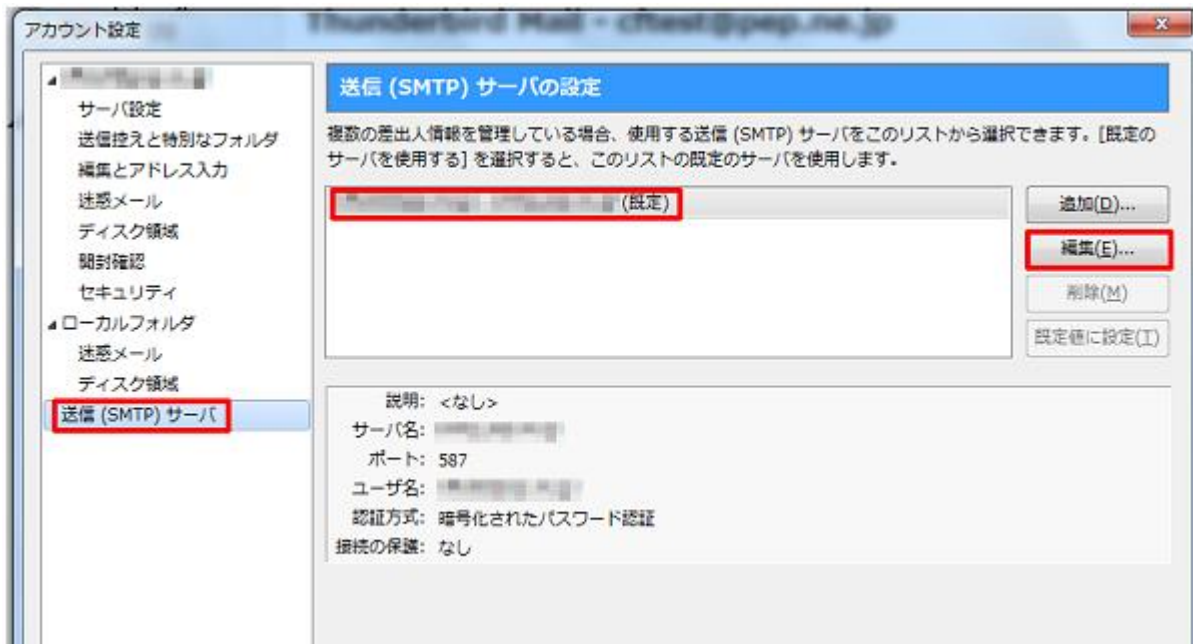 Thunderbird Mail - cftest@pep.ne.jp
アカウント設定
サーバ設定
送信控えと特別なフォルダ
編集とアドレス入力
迷惑メール
ディスク領域
開封確認
セキュリティ
ローカルフォルダ
迷惑メール
ディスク領域
送信 (SMTP) サーバ
送信 (SMTP) サーバの設定
複数の差出人情報を管理している場合、使用する送信 (SMTP) サーバをこのリストから選択できます。[既定の
サーバを使用する] を選択すると、このリストの既定のサーバを使用します。
(既定)
追加(D)...
編集(E)...
削除(M)
既定値に設定(T)
説明: <なし>
サーバ名:
ポート: 587
ユーザ名:
認証方式: 暗号化されたパスワード認証
接続の保護: なし